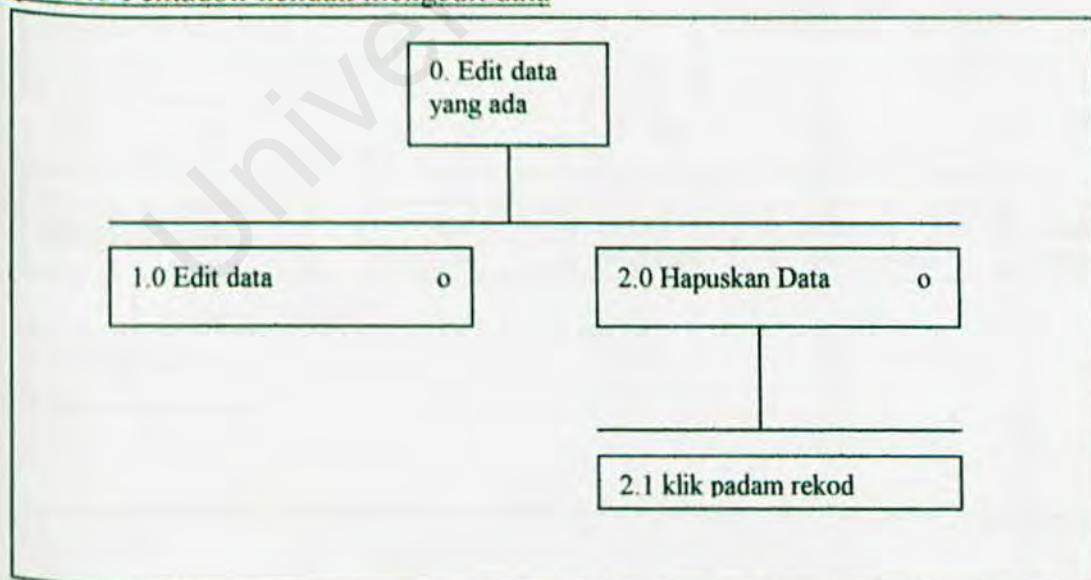 0. Edit data
yang ada
1.0 Edit data o
2.0 Hapuskan Data o
2.1 klik padam rekod